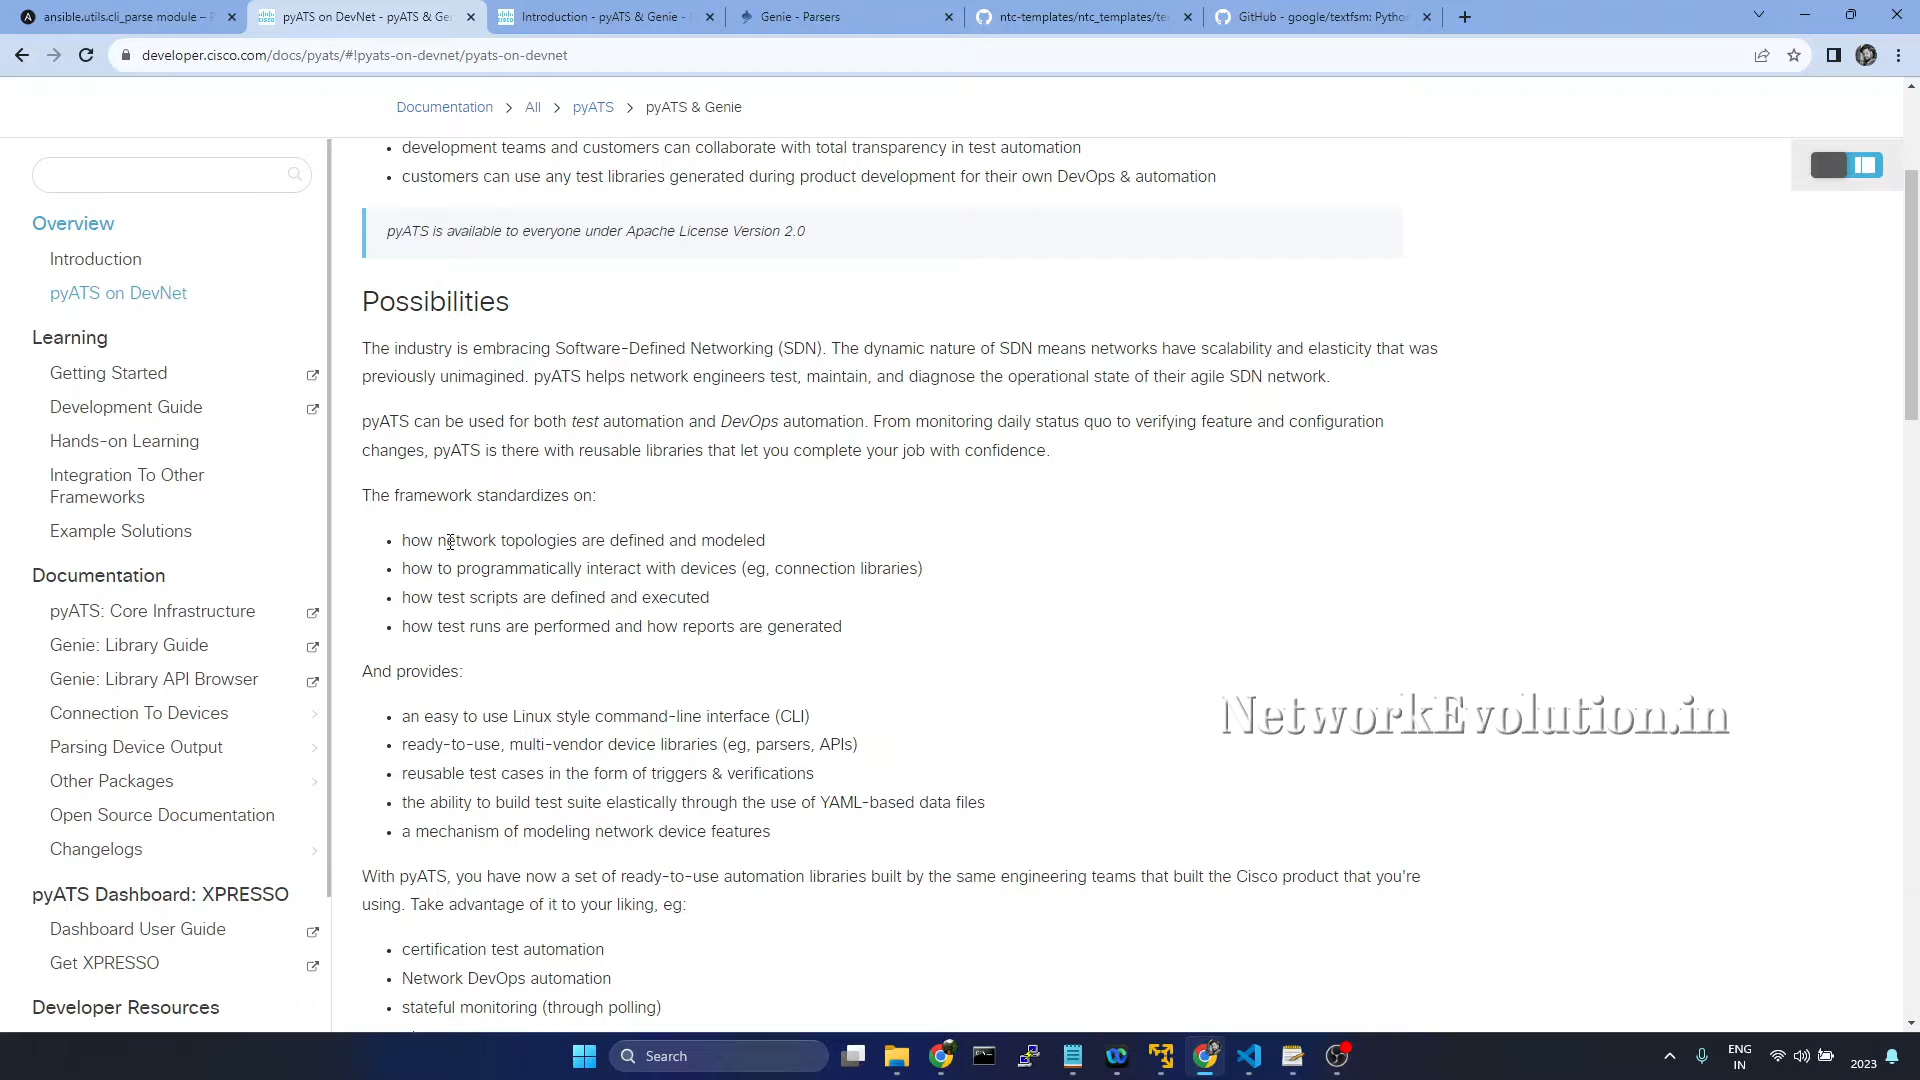 ansible.utils.cli_parse module –
pyATS on DevNet - pyATS & Ge
Introduction - pyATS & Genie -
Genie - Parsers
ntc-templates/ntc_templates/te
GitHub - google/textfsm: Pytho
developer.cisco.com/docs/pyats/#!pyats-on-devnet/pyats-on-devnet
Documentation > All > pyATS > pyATS & Genie
Overview
Introduction
pyATS on DevNet
Learning
Getting Started
Development Guide
Hands-on Learning
Integration To Other
Frameworks
Example Solutions
Documentation
pyATS: Core Infrastructure
Genie: Library Guide
Genie: Library API Browser
Connection To Devices
Parsing Device Output
Other Packages
Open Source Documentation
Changelogs
pyATS Dashboard: XPRESSO
Dashboard User Guide
Get XPRESSO
Developer Resources
• development teams and customers can collaborate with total transparency in test automation
• customers can use any test libraries generated during product development for their own DevOps & automation
pyATS is available to everyone under Apache License Version 2.0
Possibilities
The industry is embracing Software-Defined Networking (SDN). The dynamic nature of SDN means networks have scalability and elasticity that was
previously unimagined. pyATS helps network engineers test, maintain, and diagnose the operational state of their agile SDN network.
pyATS can be used for both test automation and DevOps automation. From monitoring daily status quo to verifying feature and configuration
changes, pyATS is there with reusable libraries that let you complete your job with confidence.
The framework standardizes on:
• how network topologies are defined and modeled
• how to programmatically interact with devices (eg, connection libraries)
• how test scripts are defined and executed
• how test runs are performed and how reports are generated
And provides:
• an easy to use Linux style command-line interface (CLI)
• ready-to-use, multi-vendor device libraries (eg, parsers, APIs)
• reusable test cases in the form of triggers & verifications
• the ability to build test suite elastically through the use of YAML-based data files
• a mechanism of modeling network device features
NetworkEvolution.in
With pyATS, you have now a set of ready-to-use automation libraries built by the same engineering teams that built the Cisco product that you're
using. Take advantage of it to your liking, eg:
• certification test automation
• Network DevOps automation
• stateful monitoring (through polling)
Search
ENG
IN
2023